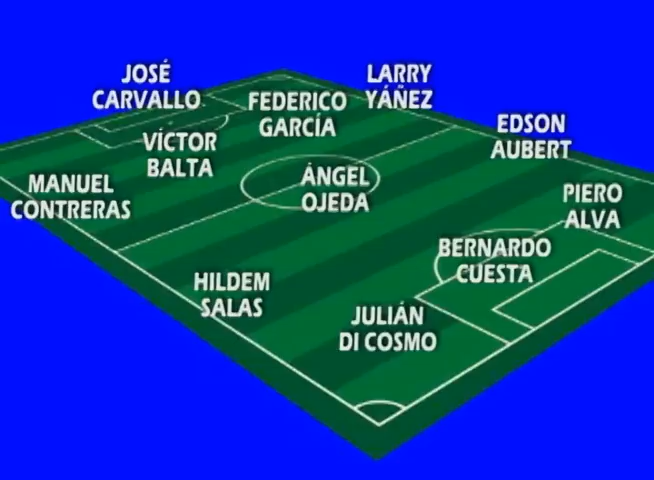 JOSÉ
CARVALLO
LARRY
YÁÑEZ
FEDERICO
GARCÍA
EDSON
AUBERT
VÍCTOR
BALTA
MANUEL
CONTRERAS
ÁNGEL
OJEDA
PIERO
ALVA
BERNARDO
CUESTA
HILDEM
SALAS
JULIÁN
DI COSMO